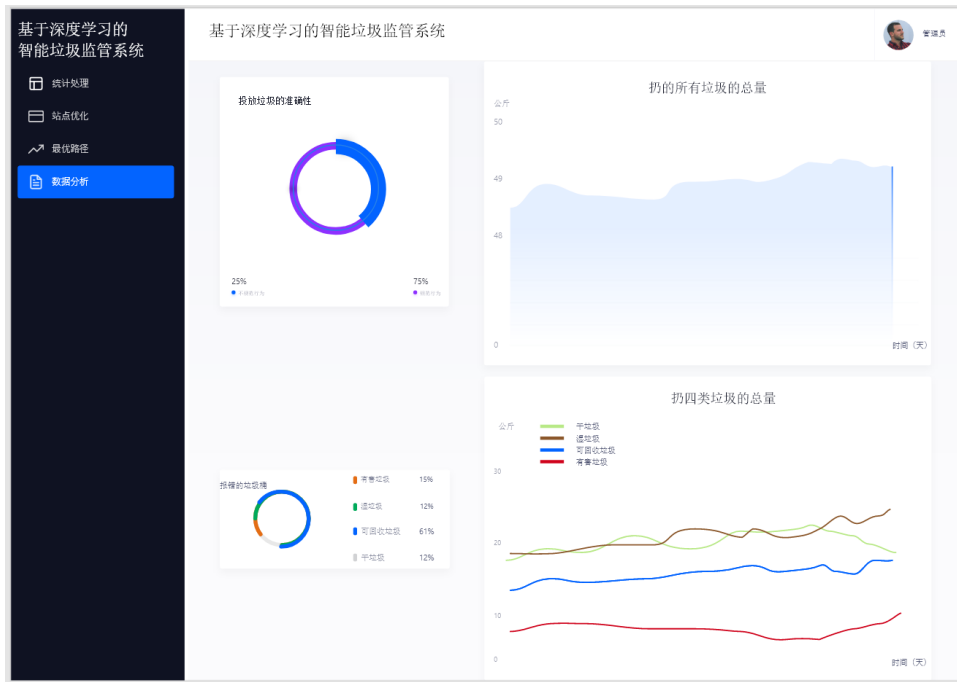 基于深度学习的
智能垃圾监管系统
统计处理
站点优化
最优路径
数据分析
基于深度学习的智能垃圾监管系统
管理员
投放垃圾的准确性
25%
75%
扔的所有垃圾的总量
公斤
50
49
48
0
时间（天）
报错的垃圾桶
有害垃圾 15%
湿垃圾 12%
可回收垃圾 61%
干垃圾 12%
扔四类垃圾的总量
公斤
干垃圾
湿垃圾
可回收垃圾
有害垃圾
30
20
10
0
时间（天）